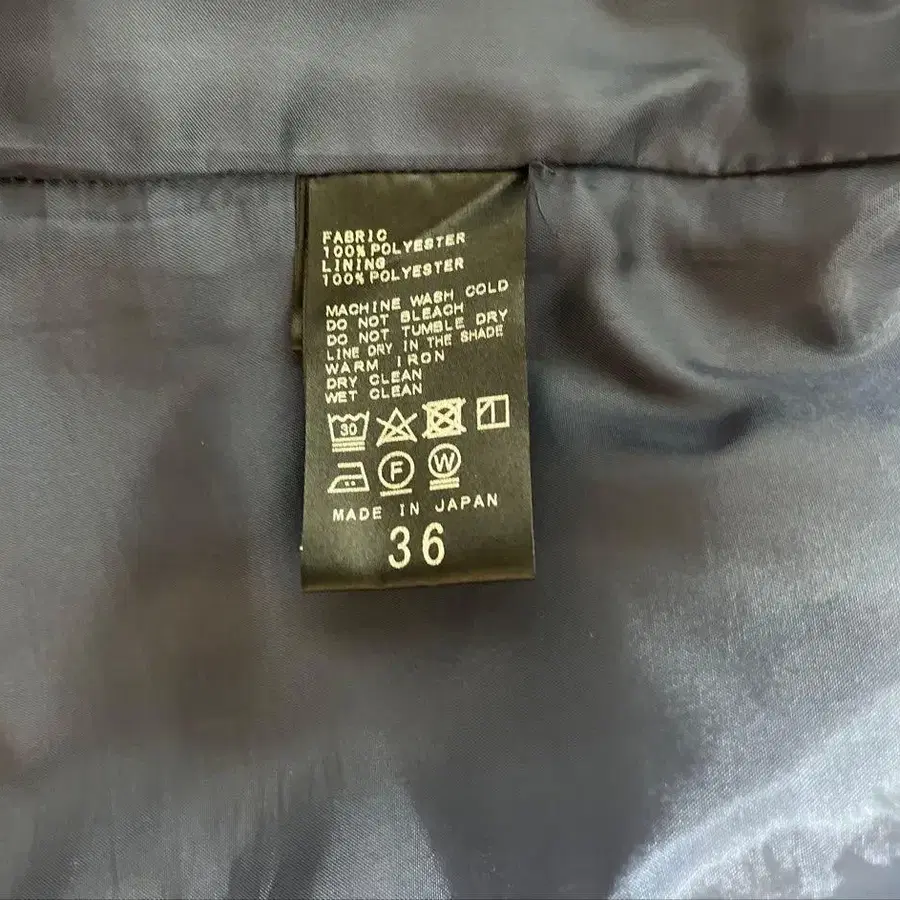 FABRIC
100% POLYESTER
LINING
100% POLYESTER
MACHINE WASH COLD
DO NOT BLEACH
DO NOT TUMBLE DRY
LINE DRY IN THE SHADE
WARM IRON
DRY CLEAN
WET CLEAN
30
F W
MADE IN JAPAN
36